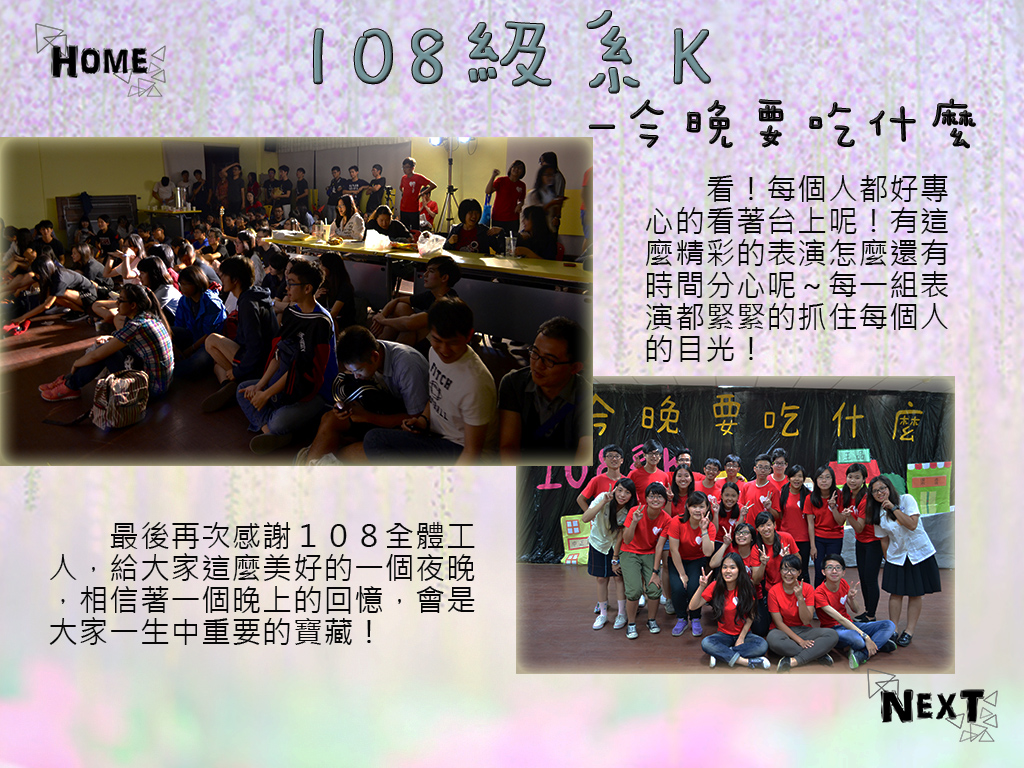 HOME
108級系K
-今晚要吃什麼
看！每個人都好專
心的看著台上呢！有這
麼精彩的表演怎麼還有
時間分心呢～每一組表
演都緊緊的抓住每個人
的目光！
今晚要吃什麼
108
最後再次感謝１０８全體工
人，給大家這麼美好的一個夜晚
，相信著一個晚上的回憶，會是
大家一生中重要的寶藏！
NEXT